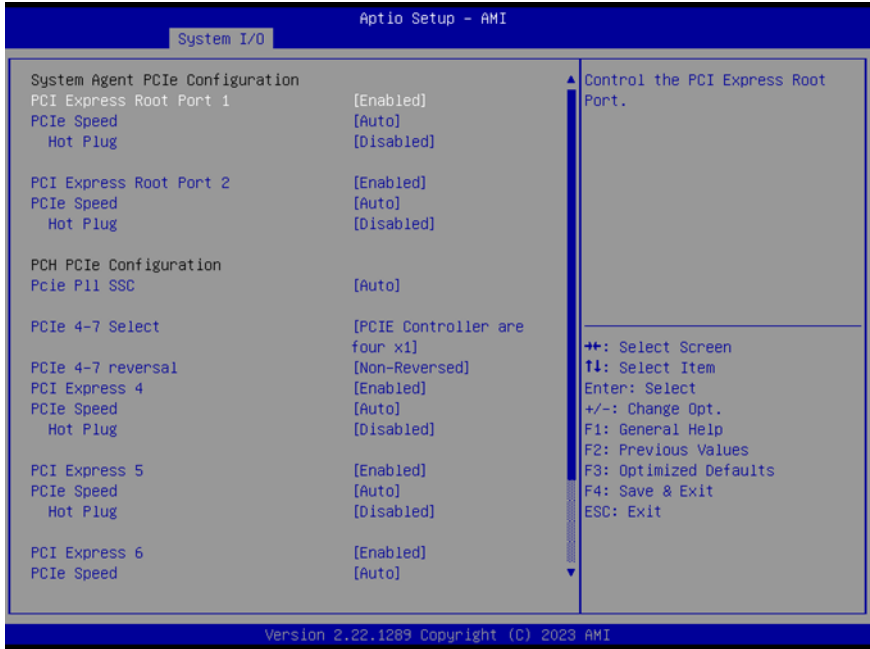 Aptio Setup – AMI
System I/O
System Agent PCIe Configuration
PCI Express Root Port 1 [Enabled]
PCIe Speed [Auto]
Hot Plug [Disabled]
PCI Express Root Port 2 [Enabled]
PCIe Speed [Auto]
Hot Plug [Disabled]
PCH PCIe Configuration
Pcie Pll SSC [Auto]
PCIe 4-7 Select [PCIE Controller are
four x1]
PCIe 4-7 reversal [Non-Reversed]
PCI Express 4 [Enabled]
PCIe Speed [Auto]
Hot Plug [Disabled]
PCI Express 5 [Enabled]
PCIe Speed [Auto]
Hot Plug [Disabled]
PCI Express 6 [Enabled]
PCIe Speed [Auto]
Control the PCI Express Root
Port.
→←: Select Screen
↑↓: Select Item
Enter: Select
+/-: Change Opt.
F1: General Help
F2: Previous Values
F3: Optimized Defaults
F4: Save & Exit
ESC: Exit
Version 2.22.1289 Copyright (C) 2023 AMI